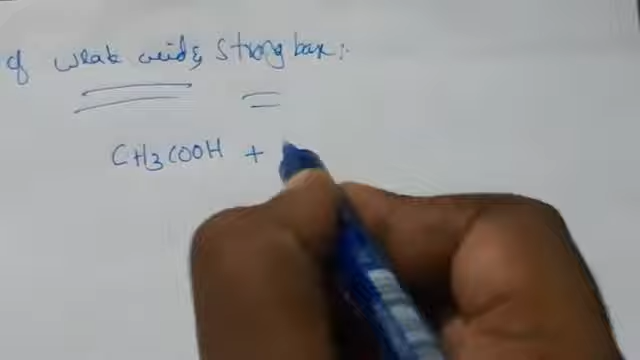 of weak acid & strong base :-
CH3COOH +